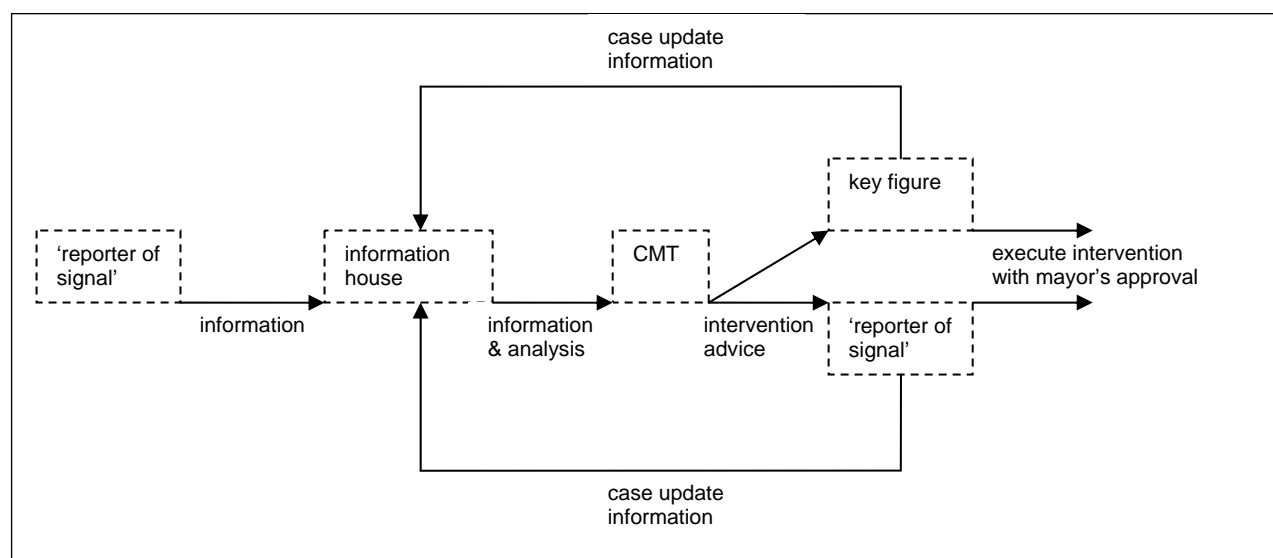 case update
information
key figure
‘reporter of
signal’
information
house
CMT
execute intervention
with mayor’s approval
information
information
& analysis
intervention
advice
‘reporter of
signal’
case update
information